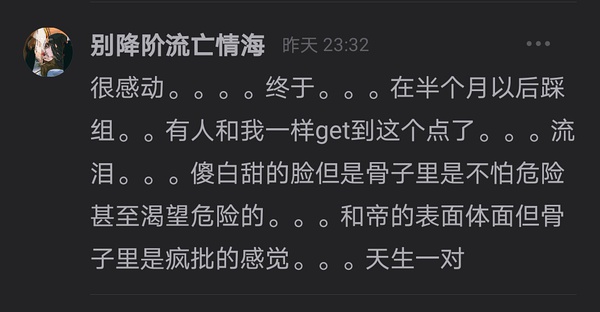 别降阶流亡情海 昨天 23:32
很感动。。。。终于。。。在半个月以后踩
组。。有人和我一样get到这个点了。。。流
泪。。。傻白甜的脸但是骨子里是不怕危险
甚至渴望危险的。。。和帝的表面体面但骨
子里是疯批的感觉。。。天生一对